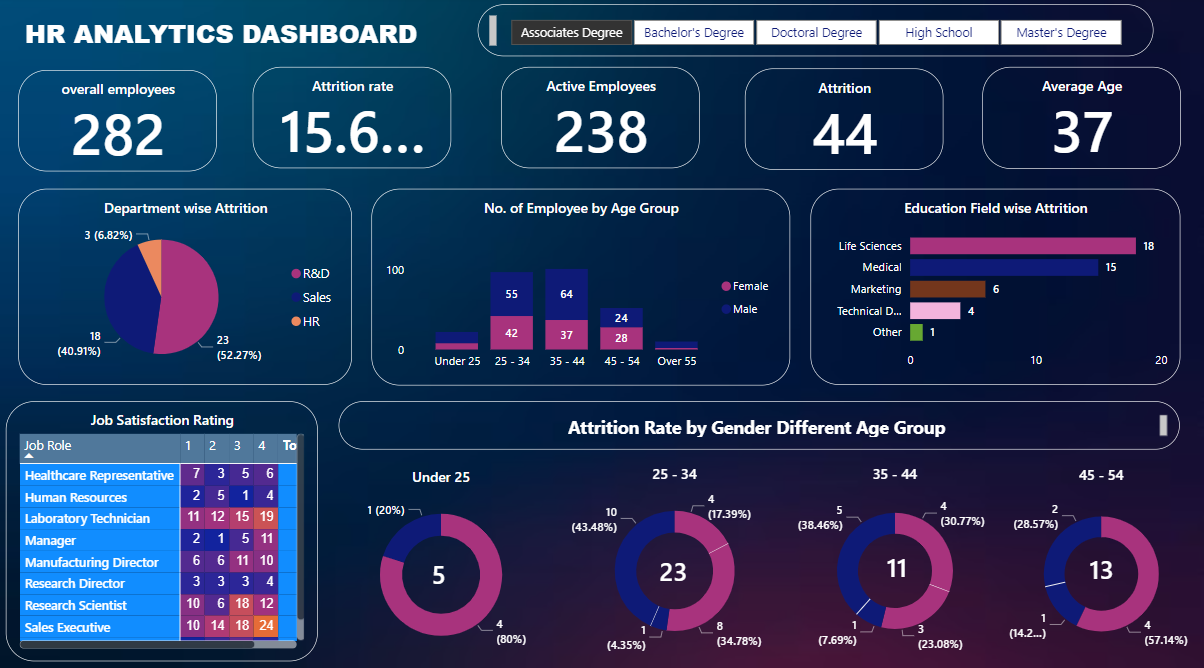 HR ANALYTICS DASHBOARD
Associates Degree
Bachelor's Degree
Doctoral Degree
High School
Master's Degree
overall employees
282
Attrition rate
15.6...
Active Employees
238
Attrition
44
Average Age
37
Department wise Attrition
3 (6.82%)
18
(40.91%)
23
(52.27%)
R&D
Sales
HR
No. of Employee by Age Group
100
0
55
42
64
37
24
28
Under 25
25 - 34
35 - 44
45 - 54
Over 55
Female
Male
Education Field wise Attrition
Life Sciences 18
Medical 15
Marketing 6
Technical D... 4
Other 1
0 10 20
Job Satisfaction Rating
Job Role 1 2 3 4 To
Healthcare Representative 7 3 5 6
Human Resources 2 5 1 4
Laboratory Technician 11 12 15 19
Manager 2 1 5 11
Manufacturing Director 6 6 11 10
Research Director 3 3 3 4
Research Scientist 10 6 18 12
Sales Executive 10 14 18 24
Attrition Rate by Gender Different Age Group
Under 25
1 (20%)
5
4
(80%)
25 - 34
10
(43.48%)
4
(17.39%)
23
1
(4.35%)
8
(34.78%)
35 - 44
5
(38.46%)
4
(30.77%)
11
1
(7.69%)
3
(23.08%)
45 - 54
2
(28.57%)
13
1
(14.2...)
4
(57.14%)